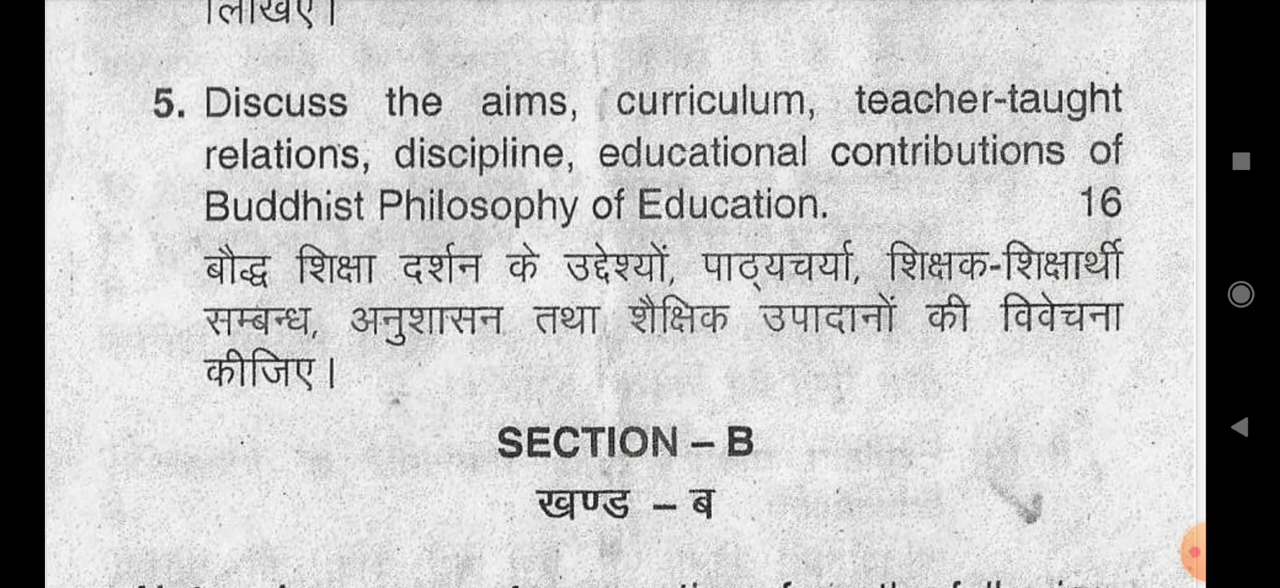 लिखिए।
5. Discuss the aims, curriculum, teacher-taught
relations, discipline, educational contributions of
Buddhist Philosophy of Education. 16
बौद्ध शिक्षा दर्शन के उद्देश्यों, पाठ्यचर्या, शिक्षक-शिक्षार्थी
सम्बन्ध, अनुशासन तथा शैक्षिक उपादानों की विवेचना
कीजिए।
SECTION – B
खण्ड – ब